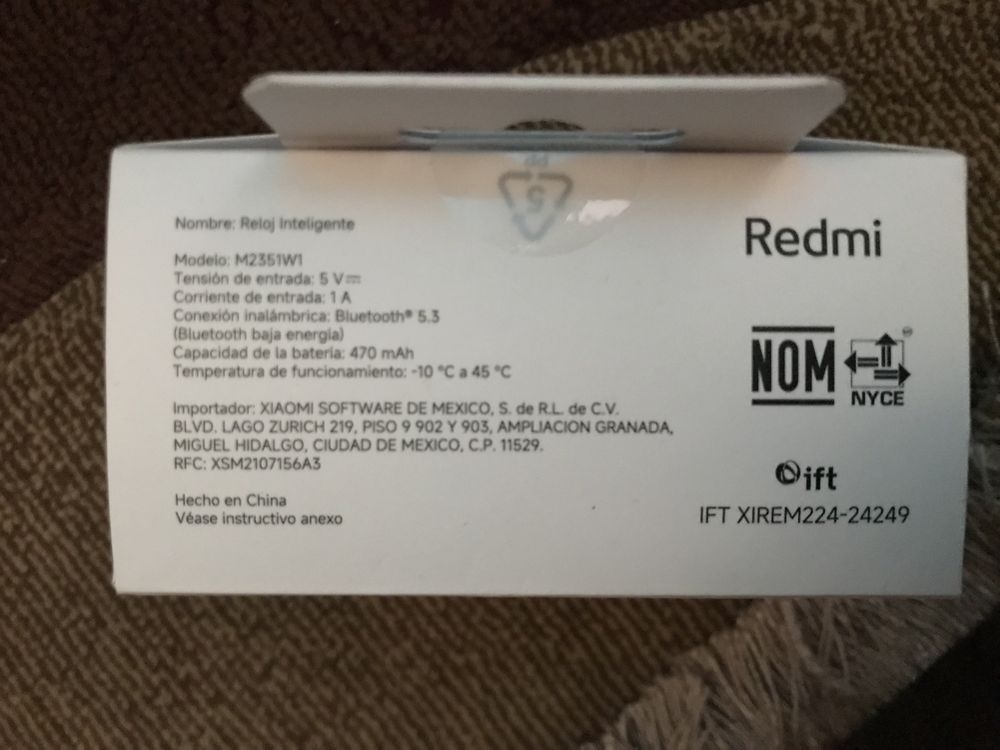 PP
5
Nombre: Reloj Inteligente
Modelo: M2351W1
Tensión de entrada: 5 V⎓
Corriente de entrada: 1 A
Conexión inalámbrica: Bluetooth® 5.3
(Bluetooth baja energía)
Capacidad de la batería: 470 mAh
Temperatura de funcionamiento: -10 °C a 45 °C
Importador: XIAOMI SOFTWARE DE MEXICO, S. de R.L. de C.V.
BLVD. LAGO ZURICH 219, PISO 9 902 Y 903, AMPLIACION GRANADA,
MIGUEL HIDALGO, CIUDAD DE MEXICO, C.P. 11529.
RFC: XSM2107156A3
Hecho en China
Véase instructivo anexo
Redmi
NOM
NYCE
ift
IFT XIREM224-24249